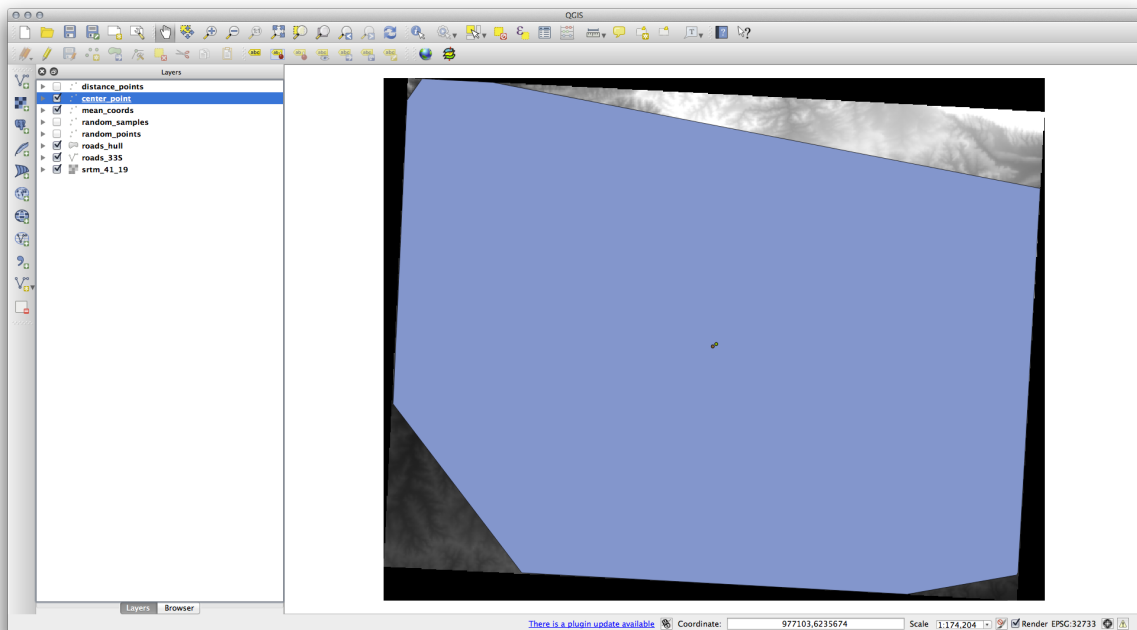 QGIS
Layers
distance_points
center_point
mean_coords
random_samples
random_points
roads_hull
roads_33S
srtm_41_19
Layers Browser
There is a plugin update available Coordinate: 977103,6235674 Scale 1:174,204 Render EPSG:32733